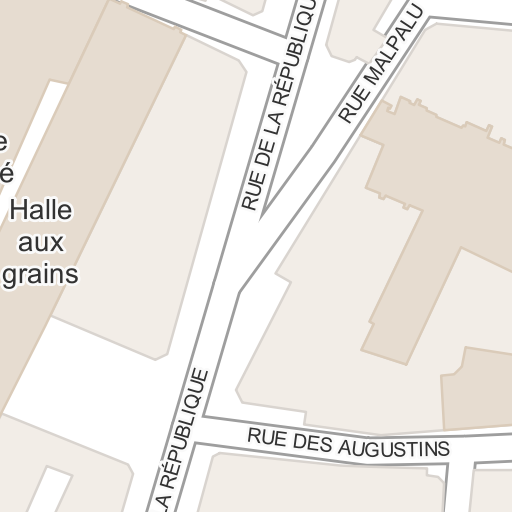 RUE DE LA RÉPUBLIQUE
RUE MALPALU
é
Halle
aux
grains
LA RÉPUBLIQUE
RUE DES AUGUSTINS